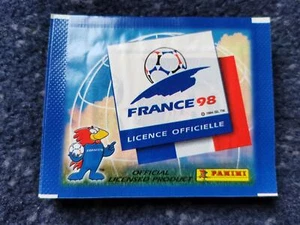 FRANCE 98
LICENCE OFFICIELLE
OFFICIAL
LICENSED PRODUCT
PANINI